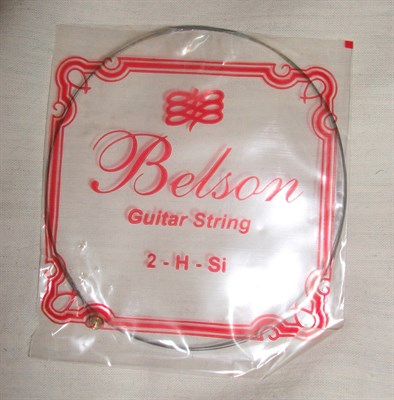 Belson
Guitar String
2 - H - Si